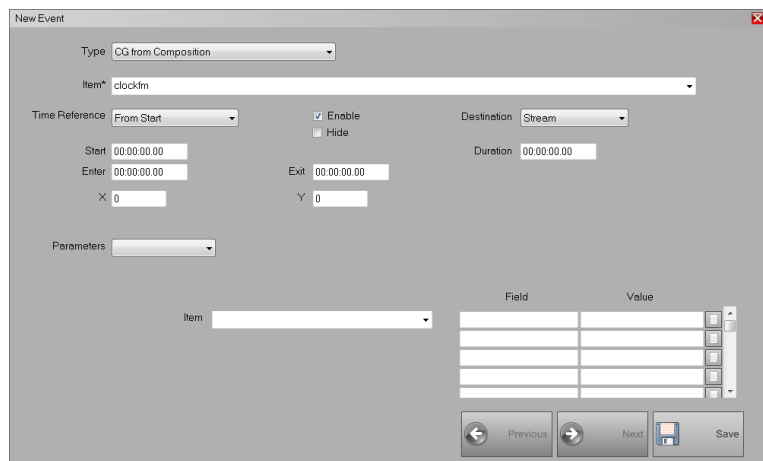 New Event
Type CG from Composition
Item* clockfm
Time Reference From Start Enable Destination Stream
Hide
Start 00:00:00.00 Duration 00:00:00.00
Enter 00:00:00.00 Exit 00:00:00.00
X 0 Y 0
Parameters
Field Value
Item
Previous Next Save